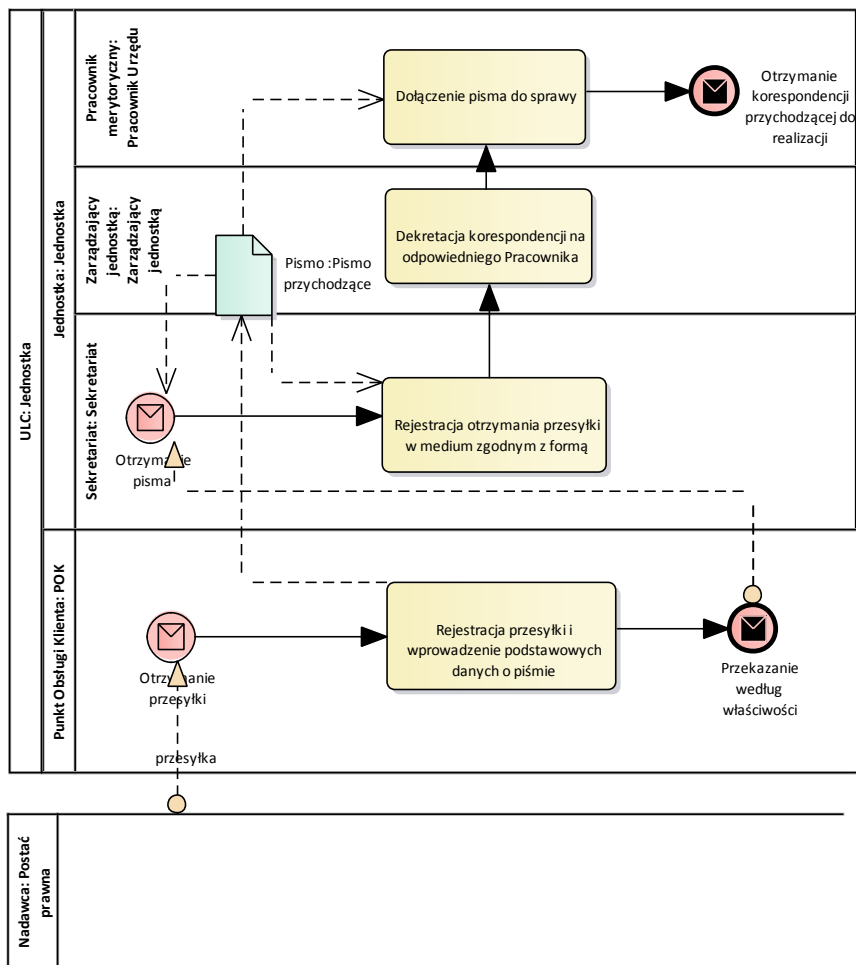 ULC: Jednostka
Jednostka: Jednostka
Pracownik
merytoryczny:
Pracownik Urzędu
Dołączenie pisma do sprawy
Otrzymanie
korespondencji
przychodzącej do
realizacji
Zarządzający
jednostką:
Zarządzający
jednostką
Pismo :Pismo
przychodzące
Dekretacja korespondencji na
odpowiedniego Pracownika
Sekretariat: Sekretariat
Otrzymanie
pisma
Rejestracja otrzymania przesyłki
w medium zgodnym z formą
Punkt Obsługi Klienta: POK
Otrzymanie
przesyłki
Rejestracja przesyłki i
wprowadzenie podstawowych
danych o piśmie
Przekazanie
według
właściwości
przesyłka
Nadawca: Postać
prawna